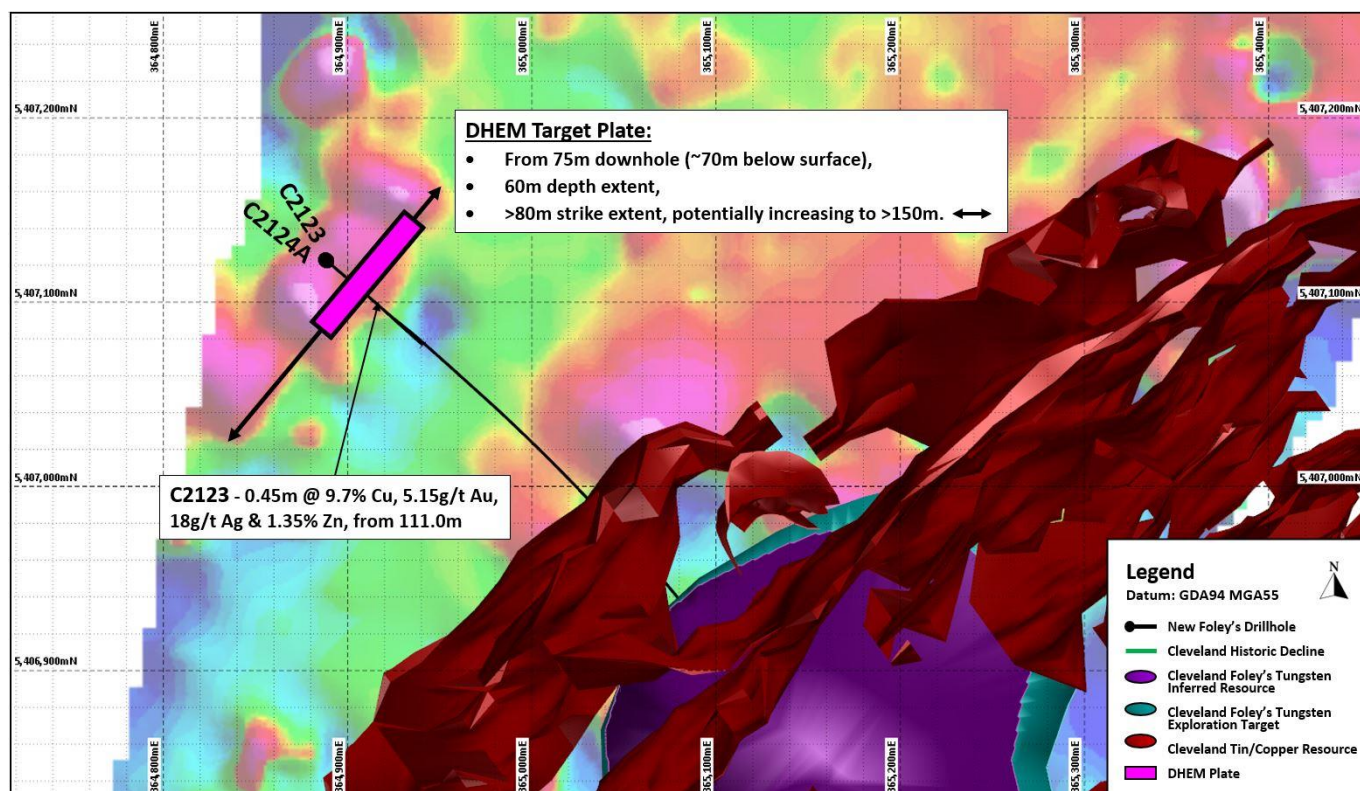 364,800mE
364,900mE
365,000mE
365,100mE
365,200mE
365,300mE
365,400mE
5,407,200mN
5,407,200mN
DHEM Target Plate:
• From 75m downhole (~70m below surface),
• 60m depth extent,
• >80m strike extent, potentially increasing to >150m.
C2123
C2124A
5,407,100mN
5,407,100mN
5,407,000mN
5,407,000mN
C2123 - 0.45m @ 9.7% Cu, 5.15g/t Au,
18g/t Ag & 1.35% Zn, from 111.0m
5,406,900mN
Legend
Datum: GDA94 MGA55
N
New Foley's Drillhole
Cleveland Historic Decline
Cleveland Foley's Tungsten
Inferred Resource
Cleveland Foley's Tungsten
Exploration Target
Cleveland Tin/Copper Resource
DHEM Plate
364,800mE
364,900mE
365,000mE
365,100mE
365,200mE
365,300mE